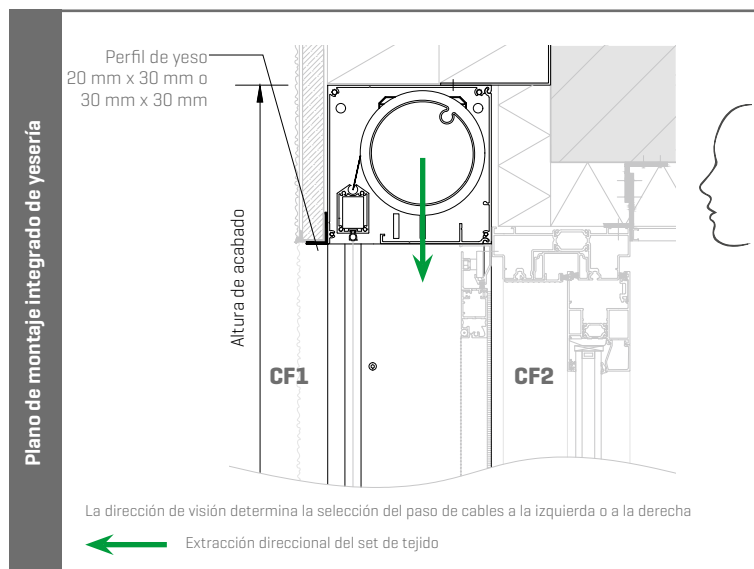 Plano de montaje integrado de yesería
Perfil de yeso
20 mm x 30 mm o
30 mm x 30 mm
Altura de acabado
CF1
CF2
La dirección de visión determina la selección del paso de cables a la izquierda o a la derecha
Extracción direccional del set de tejido